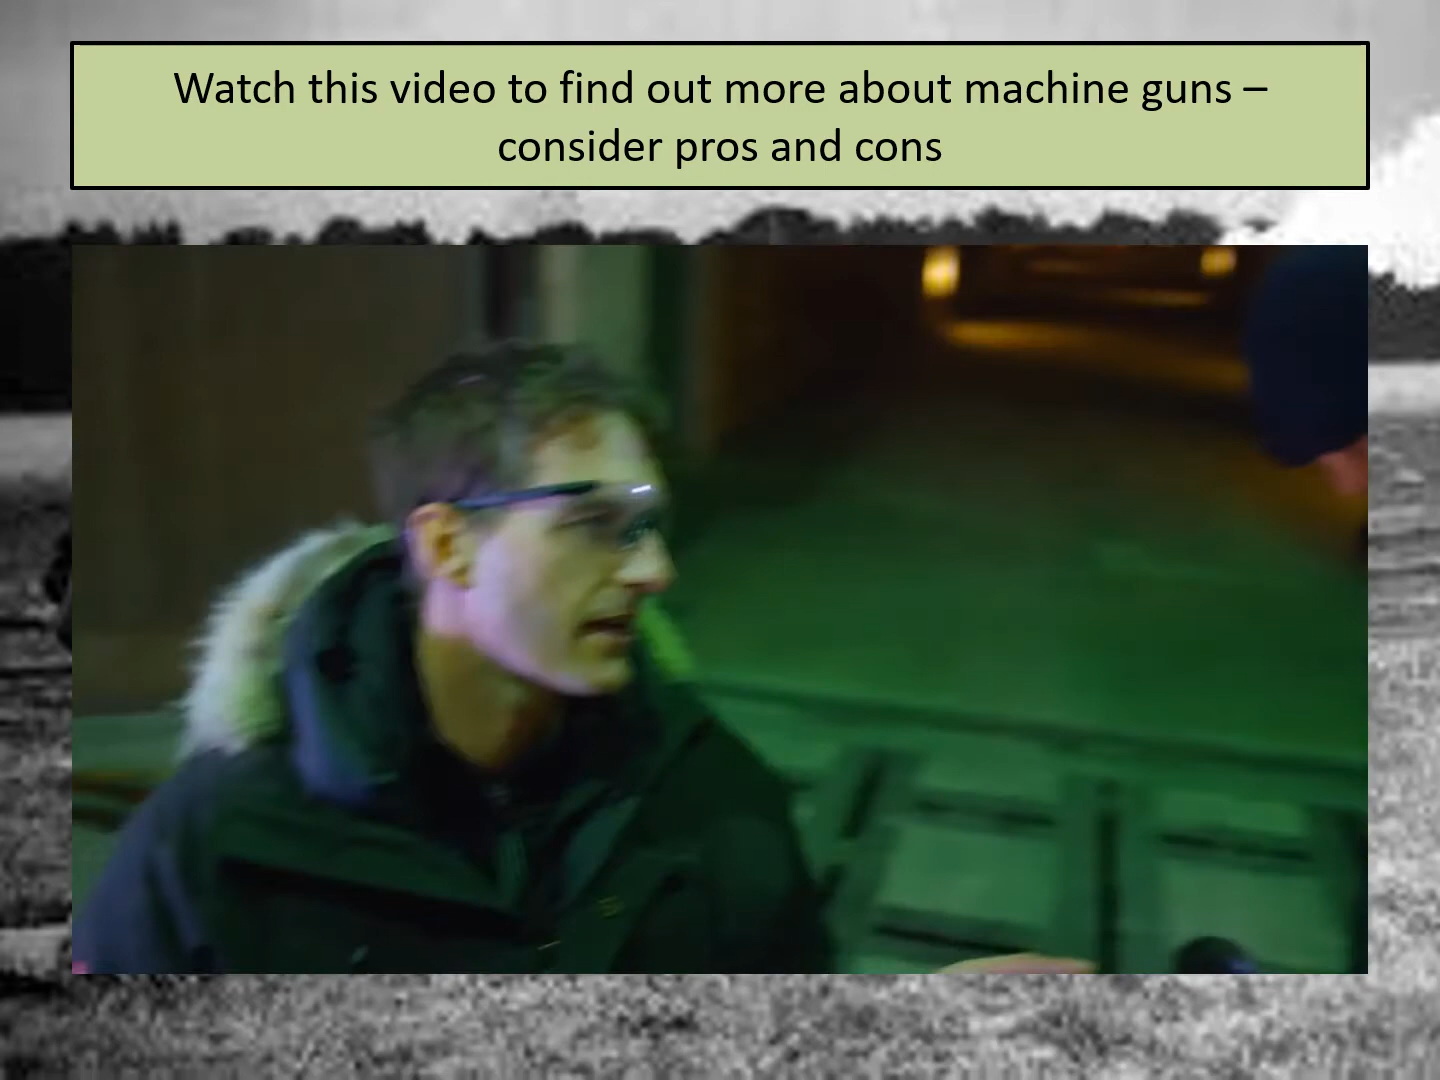 Watch this video to find out more about machine guns –
consider pros and cons